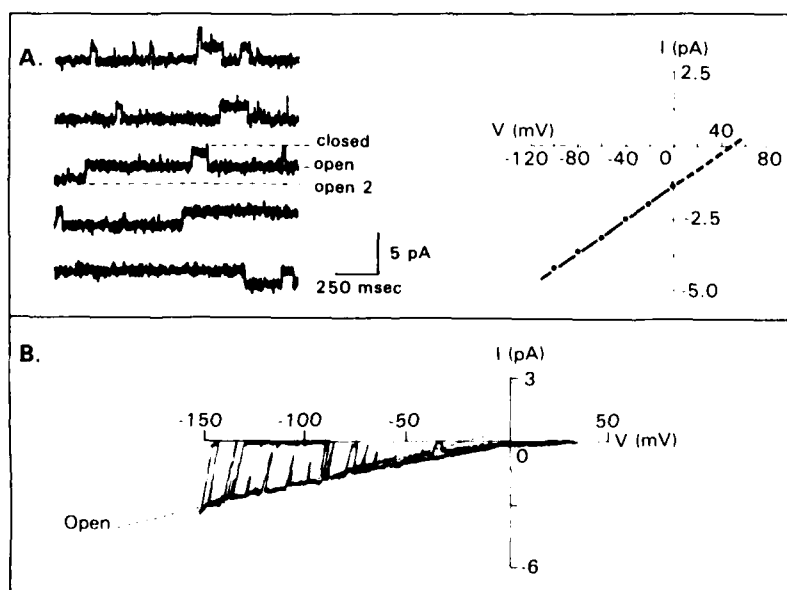 A.
closed
open
open 2
5 pA
250 msec
I (pA)
2.5
V (mV)
-120 -80 -40 0 40 80
-2.5
-5.0
B.
I (pA)
3
-150 -100 -50 50
V (mV)
0
Open
-6